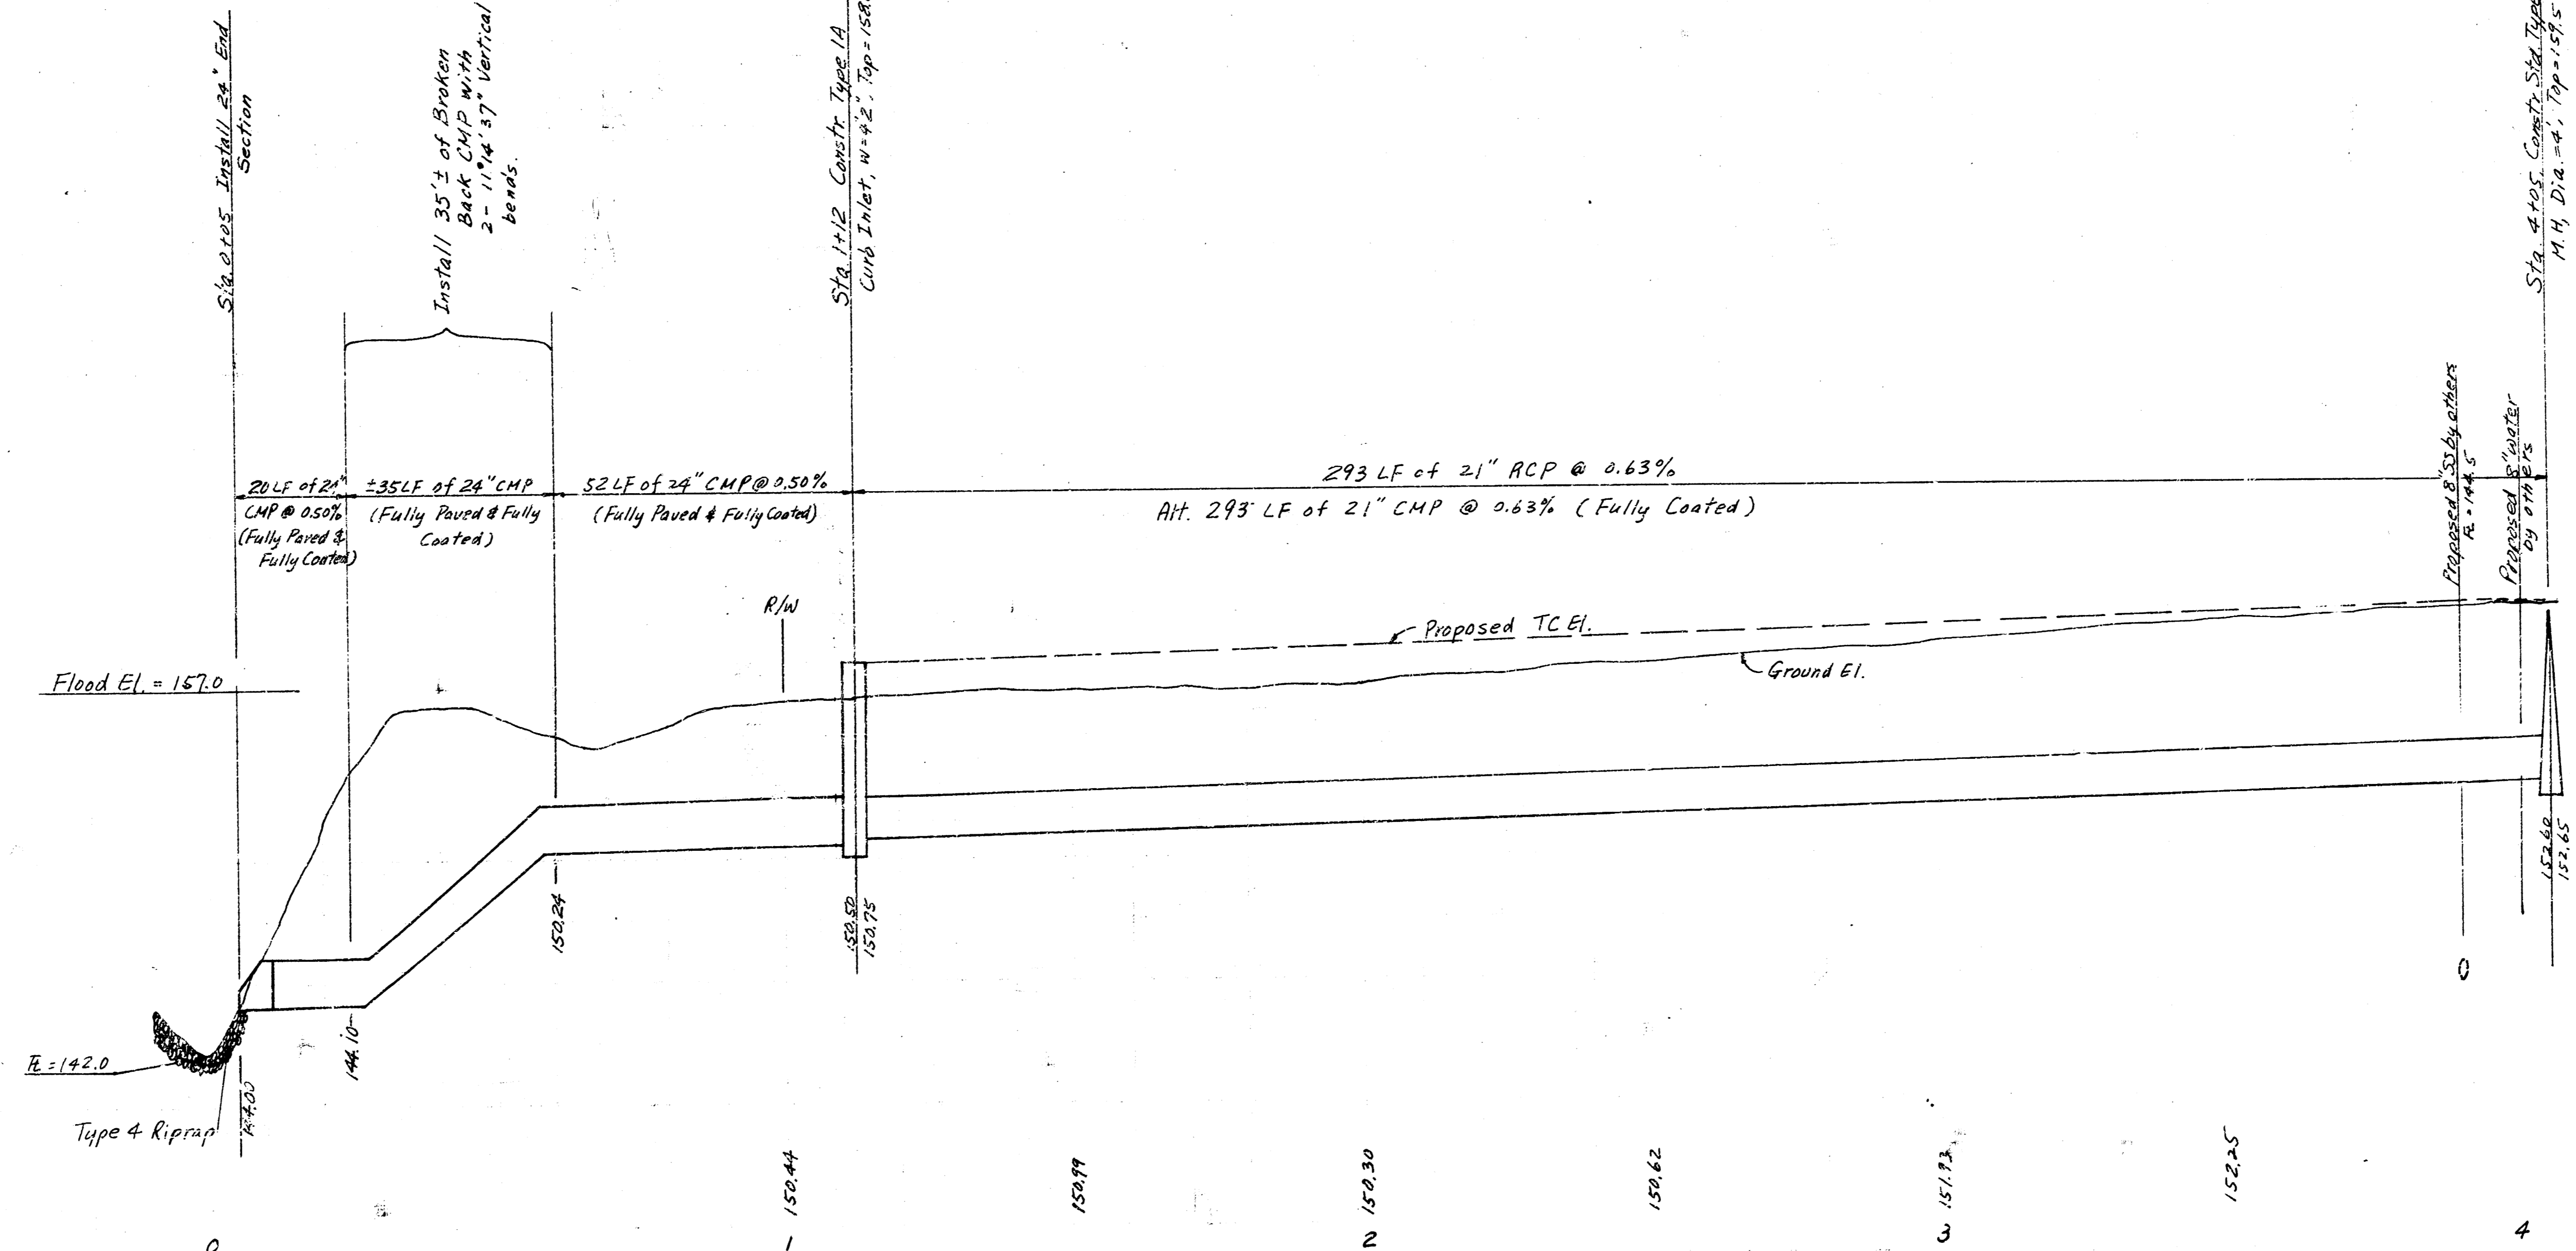 Sta. 0+05 Install 24" End
Section
Install 35'± of Broken
Back CMP with
2- 11°14'37" Vertical
bends.
Sta 1+12 Constr. Type 1A
Curb Inlet, W=4'2", Top=158.
Sta 4+05, Constr Std. Type
M.H, Dia.=4', Top=159.5
20 LF of 24"
CMP @ 0.50%
(Fully Paved &
Fully Coated)
±35LF of 24" CMP
(Fully Paved & Fully
Coated)
52 LF of 24" CMP @ 0.50%
(Fully Paved & Fully Coated)
293 LF of 21" RCP @ 0.63%
Alt. 293 LF of 21" CMP @ 0.63% (Fully Coated)
Proposed 8" SS by others
FL = 144.5
Proposed 8" water
by others
R/W
Proposed TC El.
Ground El.
Flood El. = 157.0
150.24
150.50
150.75
152.60
152.65
144.10
FL = 142.0
144.00
Type 4 Riprap
150.44
150.99
150.30
150.62
151.93
152.25
0
1
2
3
4